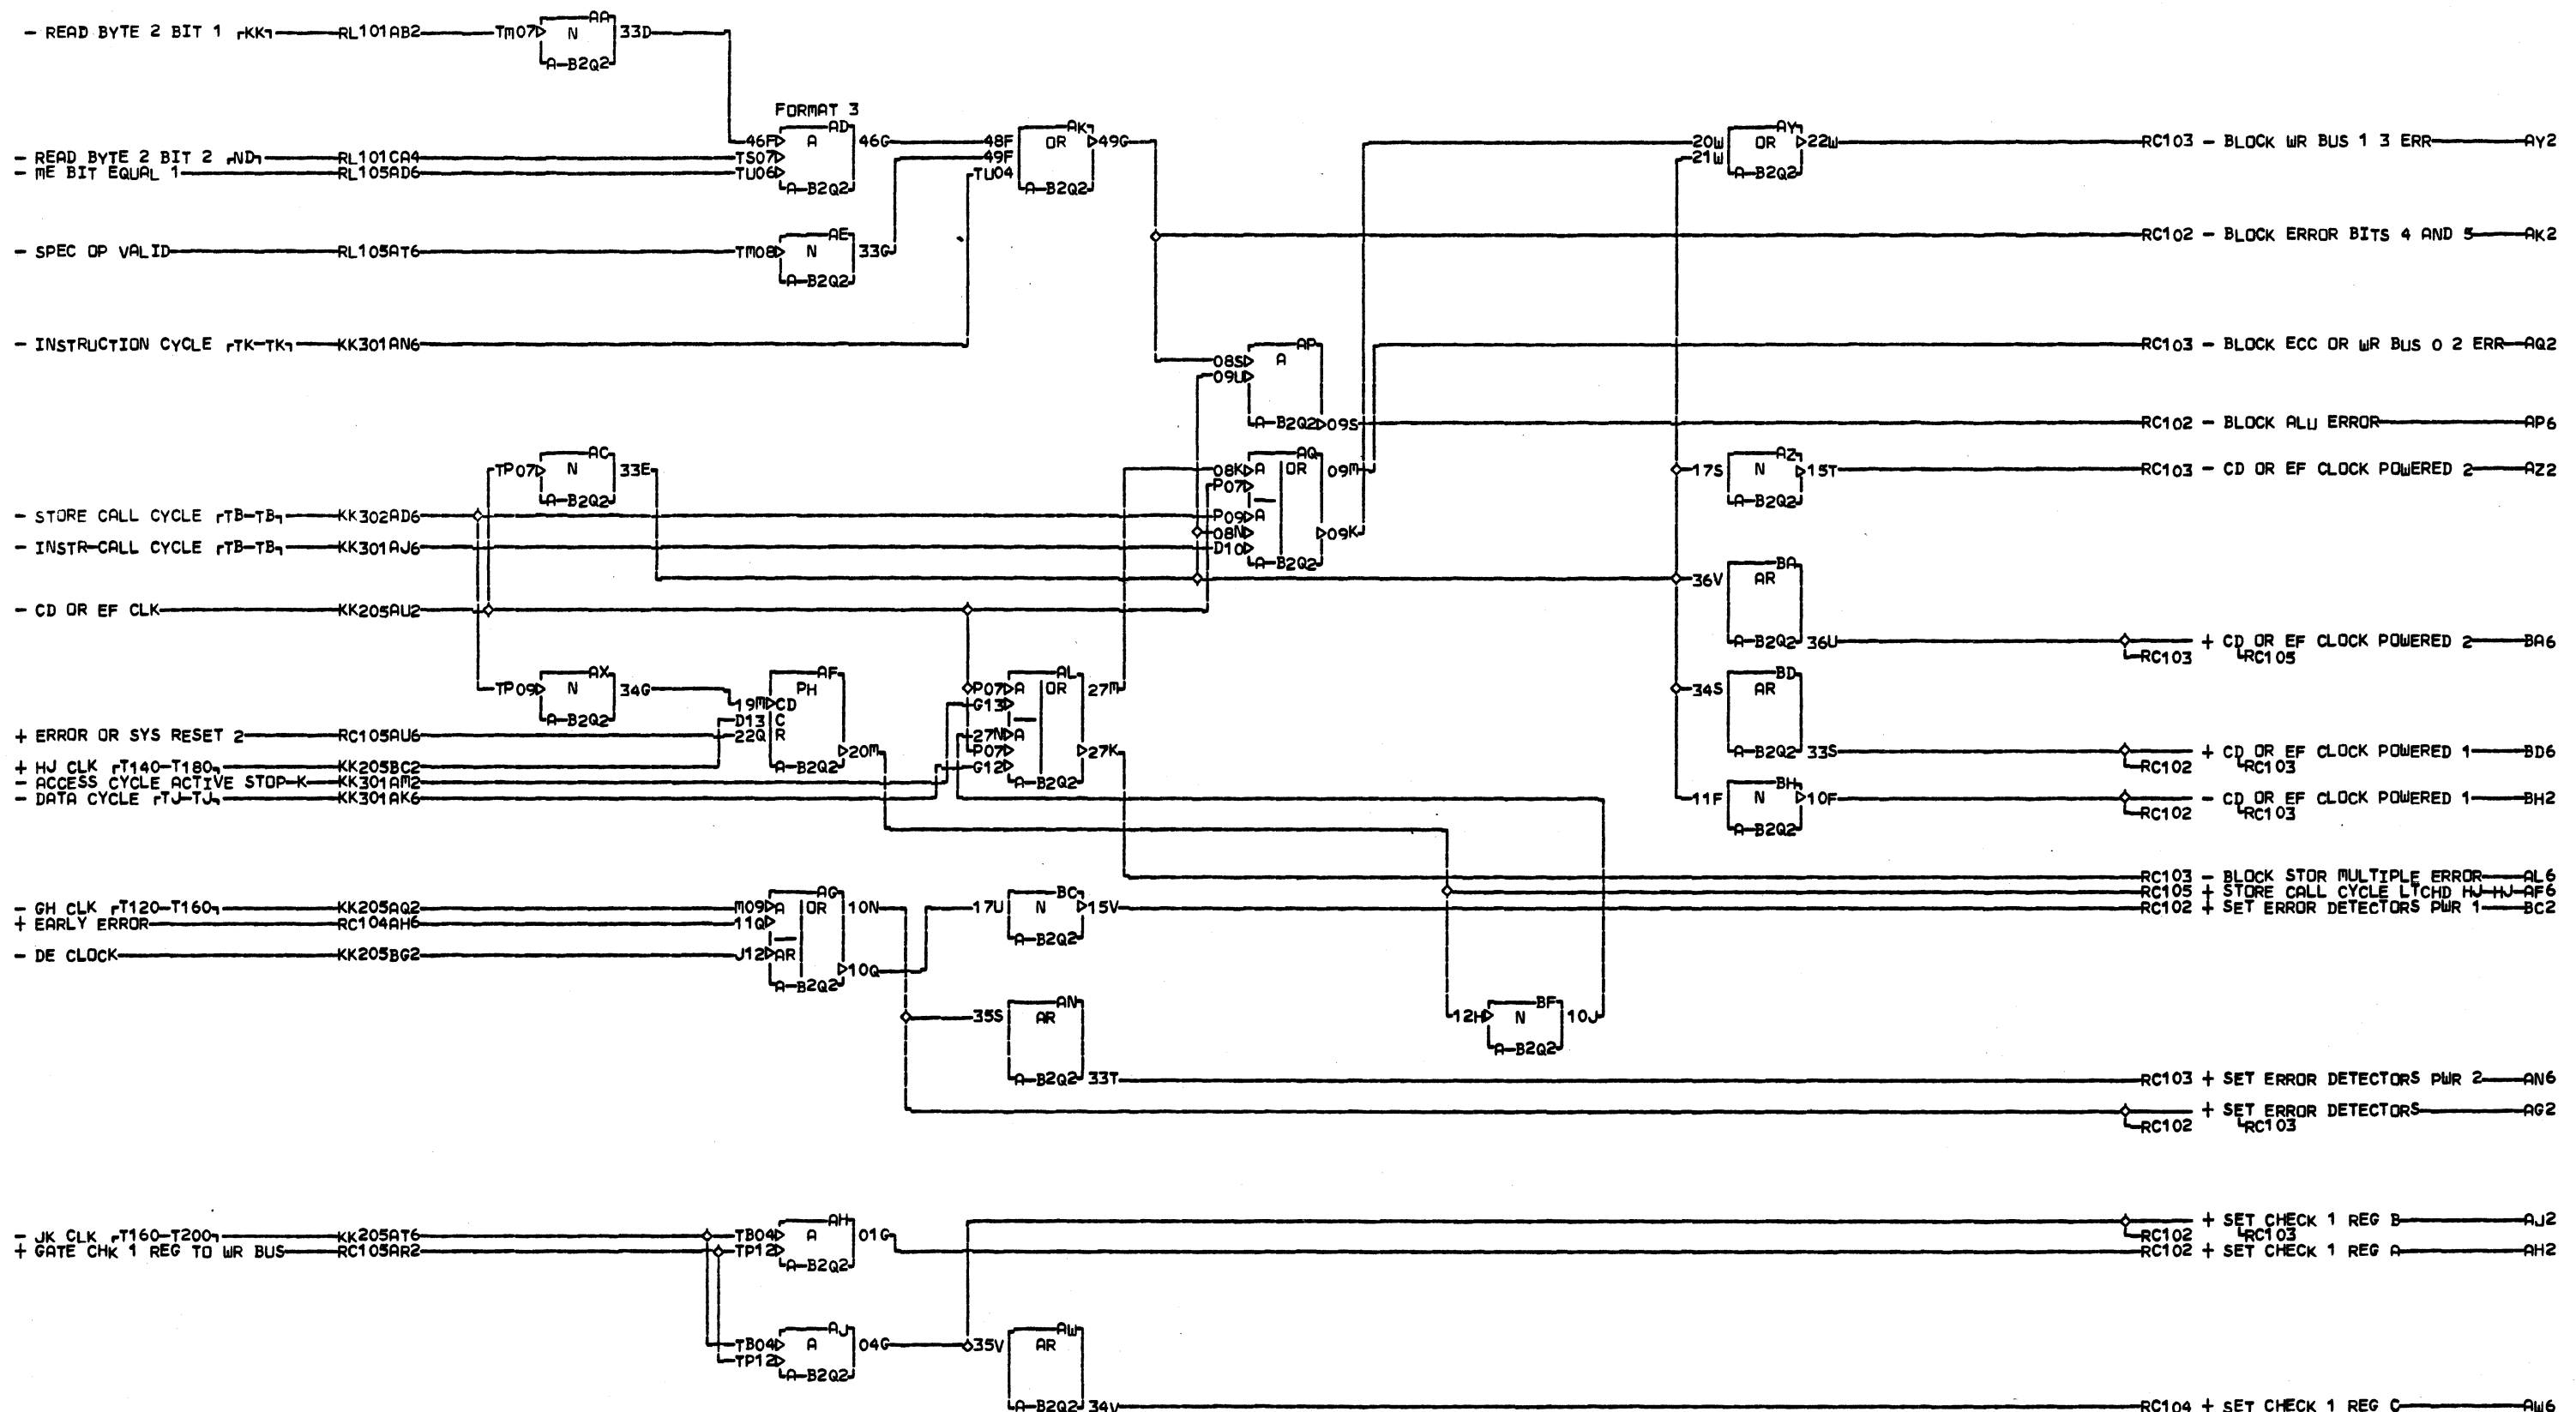 AA
- READ BYTE 2 BIT 1 ┌KK┐ RL101AB2 TM07 N 33D
A-B2Q2
FORMAT 3
AD AK AY
46F A 46G 48F OR 49G 20W OR 22W RC103 - BLOCK WR BUS 1 3 ERR AY2
- READ BYTE 2 BIT 2 ┌ND┐ RL101CA4 TS07 49F 21W
- ME BIT EQUAL 1 RL105AD6 TU06 TU04
A-B2Q2 A-B2Q2 A-B2Q2
AE RC102 - BLOCK ERROR BITS 4 AND 5 AK2
- SPEC OP VALID RL105AT6 TM08 N 33G
A-B2Q2
- INSTRUCTION CYCLE ┌TK-TK┐ KK301AN6 AP RC103 - BLOCK ECC OR WR BUS 0 2 ERR AQ2
08S A
09U
A-B2Q2 09S RC102 - BLOCK ALU ERROR AP6
AC AQ AZ
TP07 N 33E 08K A OR 09M 17S N 15T RC103 - CD OR EF CLOCK POWERED 2 AZ2
P07
A-B2Q2 A-B2Q2
- STORE CALL CYCLE ┌TB-TB┐ KK302AD6 P09 A
08N 09K
- INSTR-CALL CYCLE ┌TB-TB┐ KK301AJ6 D10
A-B2Q2 BA
36V AR
- CD OR EF CLK KK205AU2
A-B2Q2 36U + CD OR EF CLOCK POWERED 2 BA6
RC103 RC105
AX AF AL BD
TP09 N 34G PH P07 A OR 27M 34S AR
19M CD G13
A-B2Q2 D13 C
+ ERROR OR SYS RESET 2 RC105AU6 22Q R 27N A
20M P07 27K A-B2Q2 33S + CD OR EF CLOCK POWERED 1 BD6
+ HJ CLK ┌T140-T180┐ KK205BC2 A-B2Q2 G12 RC102 RC103
- ACCESS CYCLE ACTIVE STOP-K KK301AM2 A-B2Q2 BH
- DATA CYCLE ┌TJ-TJ┐ KK301AK6 11F N 10F - CD OR EF CLOCK POWERED 1 BH2
RC102 RC103
A-B2Q2
RC103 - BLOCK STOR MULTIPLE ERROR AL6
AG BC RC105 + STORE CALL CYCLE LTCHD HJ-HJ AF6
- GH CLK ┌T120-T160┐ KK205AQ2 M09 A OR 10N 17U N 15V RC102 + SET ERROR DETECTORS PWR 1 BC2
+ EARLY ERROR RC104AH6 11Q
A-B2Q2
- DE CLOCK KK205BG2 J12 AR
10Q
A-B2Q2
AN BF
35S AR 12H N 10J
A-B2Q2
A-B2Q2 33T RC103 + SET ERROR DETECTORS PWR 2 AN6
+ SET ERROR DETECTORS AG2
RC102 RC103
AH + SET CHECK 1 REG B AJ2
- JK CLK ┌T160-T200┐ KK205AT6 TB04 A 01G RC102 RC103
+ GATE CHK 1 REG TO WR BUS RC105AR2 TP12 RC102 + SET CHECK 1 REG A AH2
A-B2Q2
AJ AW
TB04 A 04G 35V AR
TP12
A-B2Q2
A-B2Q2 34V RC104 + SET CHECK 1 REG C AW6